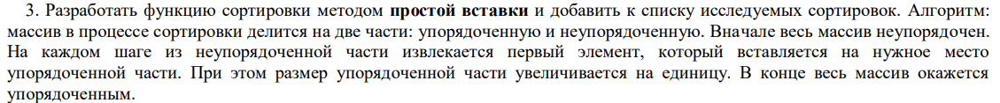 3. Разработать функцию сортировки методом простой вставки и добавить к списку исследуемых сортировок. Алгоритм:
массив в процессе сортировки делится на две части: упорядоченную и неупорядоченную. Вначале весь массив неупорядочен.
На каждом шаге из неупорядоченной части извлекается первый элемент, который вставляется на нужное место
упорядоченной части. При этом размер упорядоченной части увеличивается на единицу. В конце весь массив окажется
упорядоченным.